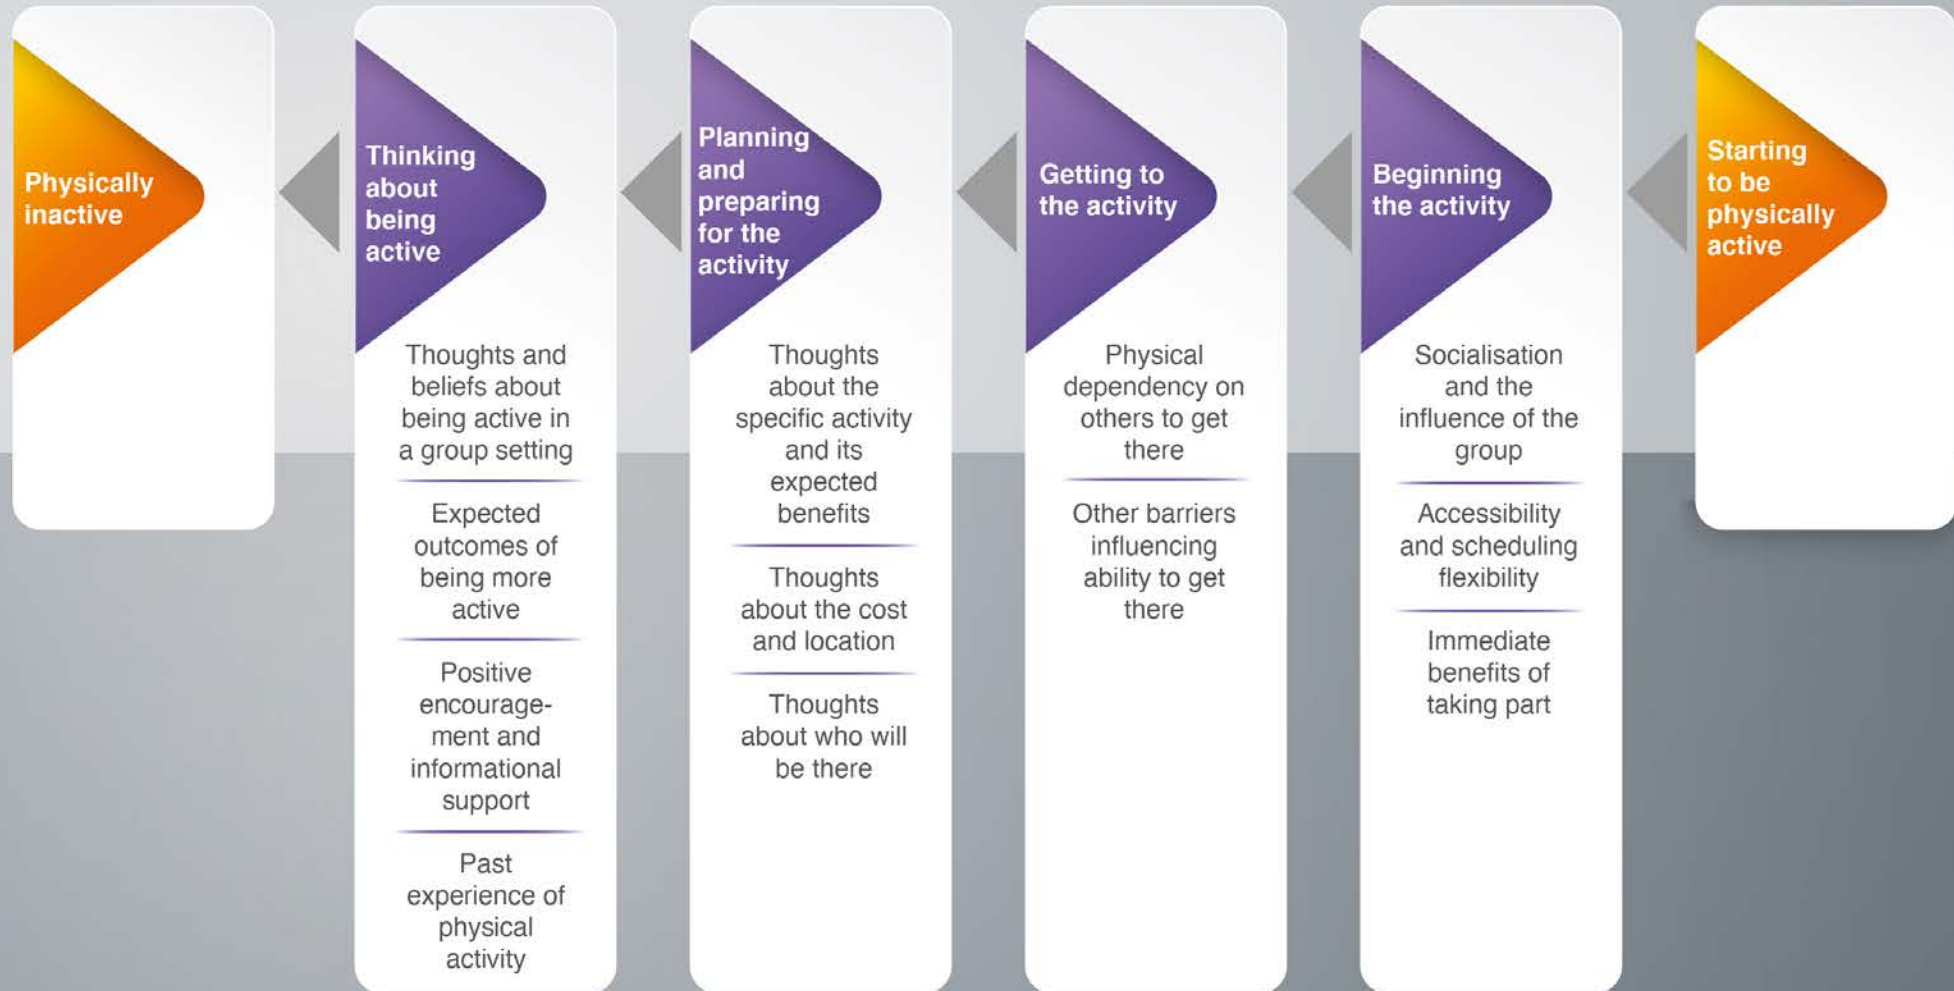 Physically
inactive
Thinking
about
being
active
Thoughts and
beliefs about
being active in
a group setting
Expected
outcomes of
being more
active
Positive
encourage-
ment and
informational
support
Past
experience of
physical
activity
Planning
and
preparing
for the
activity
Thoughts
about the
specific activity
and its
expected
benefits
Thoughts
about the cost
and location
Thoughts
about who will
be there
Getting to
the activity
Physical
dependency on
others to get
there
Other barriers
influencing
ability to get
there
Beginning
the activity
Socialisation
and the
influence of the
group
Accessibility
and scheduling
flexibility
Immediate
benefits of
taking part
Starting
to be
physically
active